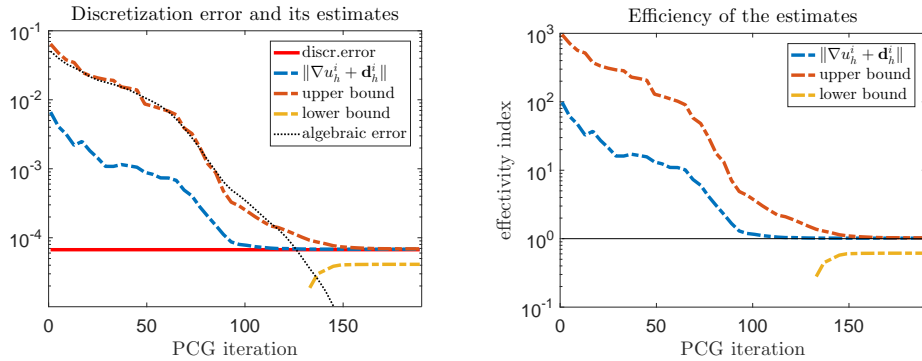 Discretization error and its estimates
10^-1
10^-2
10^-3
10^-4
0
50
100
150
PCG iteration
discr.error
‖∇u_h^i + d_h^i‖
upper bound
lower bound
algebraic error
Efficiency of the estimates
effectivity index
10^3
10^2
10^1
10^0
10^-1
0
50
100
150
PCG iteration
‖∇u_h^i + d_h^i‖
upper bound
lower bound